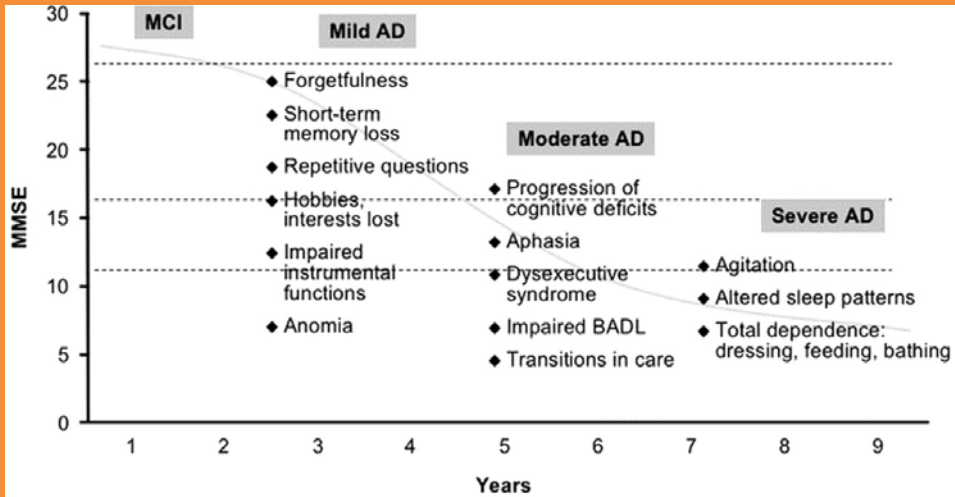 MCI
Mild AD
30
25
20
15
10
5
0
MMSE
Forgetfulness
Short-term
memory loss
Repetitive questions
Hobbies,
interests lost
Impaired
instrumental
functions
Anomia
Moderate AD
Progression of
cognitive deficits
Aphasia
Dysexecutive
syndrome
Impaired BADL
Transitions in care
Severe AD
Agitation
Altered sleep patterns
Total dependence:
dressing, feeding, bathing
1 2 3 4 5 6 7 8 9
Years